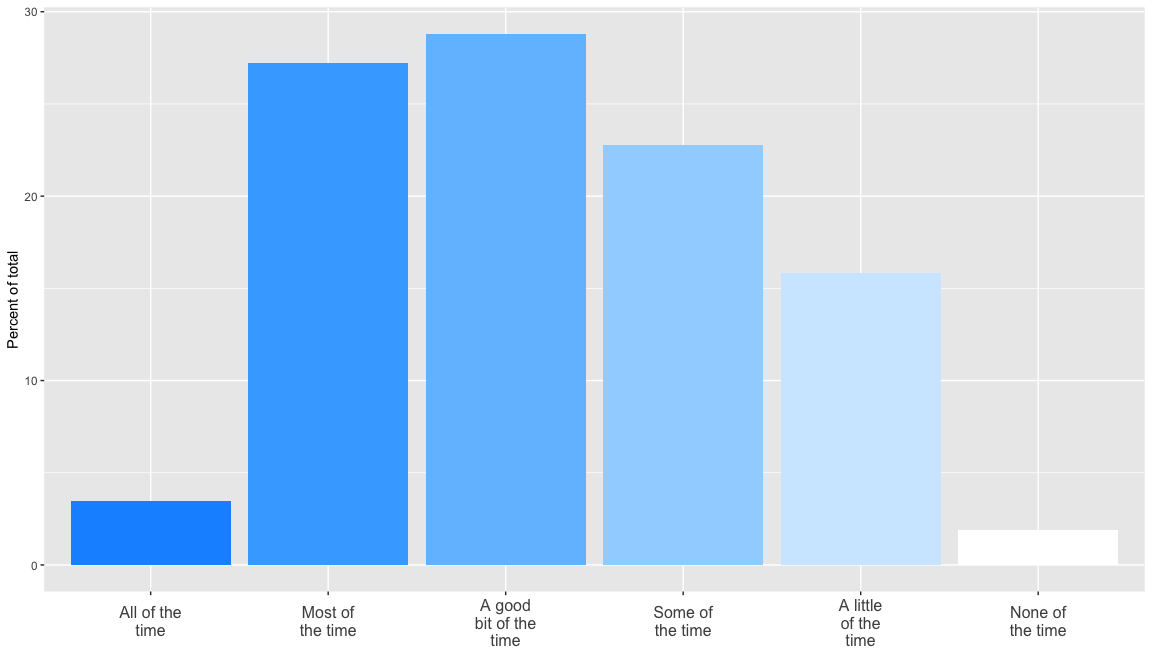 30
20
10
0
Percent of total
All of the
time
Most of
the time
A good
bit of the
time
Some of
the time
A little
of the
time
None of
the time